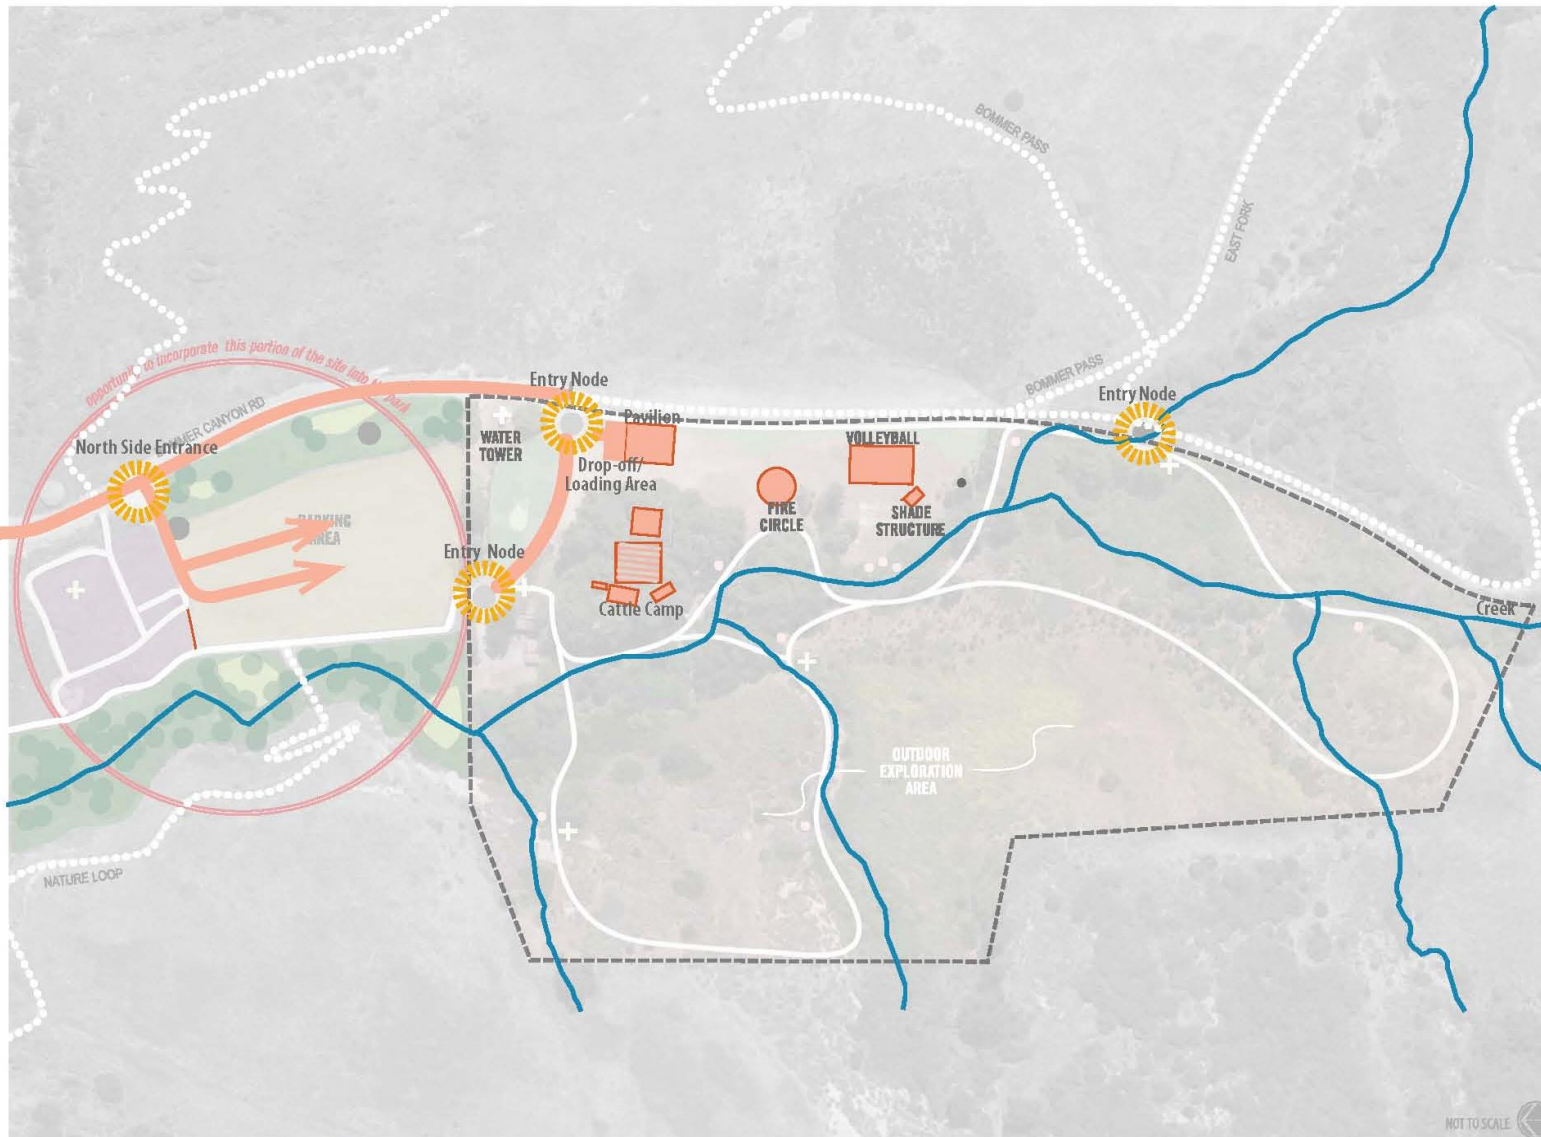 BOMMER PASS
EAST FORK
opportunity to incorporate this portion of the site into the park
BOMMER PASS
Entry Node
Entry Node
BOMMER CANYON RD
North Side Entrance
WATER
TOWER
Pavilion
VOLLEYBALL
Drop-off/
Loading Area
FIRE
CIRCLE
SHADE
STRUCTURE
PARKING
AREA
Entry Node
Cattle Camp
Creek
OUTDOOR
EXPLORATION
AREA
NATURE LOOP
NOT TO SCALE